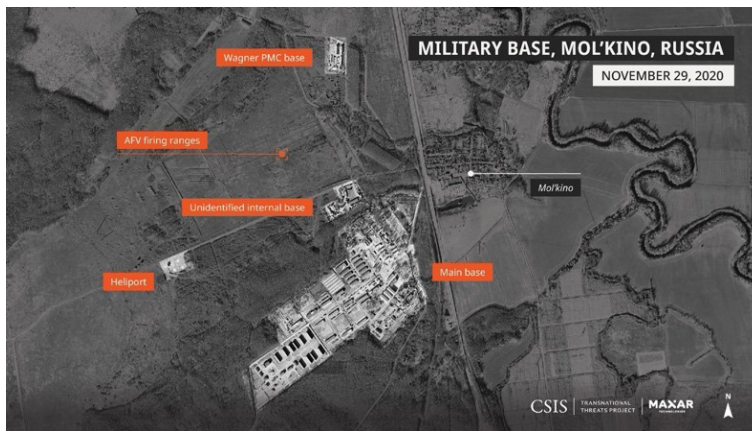 MILITARY BASE, MOL'KINO, RUSSIA
NOVEMBER 29, 2020
Wagner PMC base
AFV firing ranges
Unidentified internal base
Mol'kino
Heliport
Main base
CSIS
TRANSNATIONAL
THREATS PROJECT
MAXAR
N